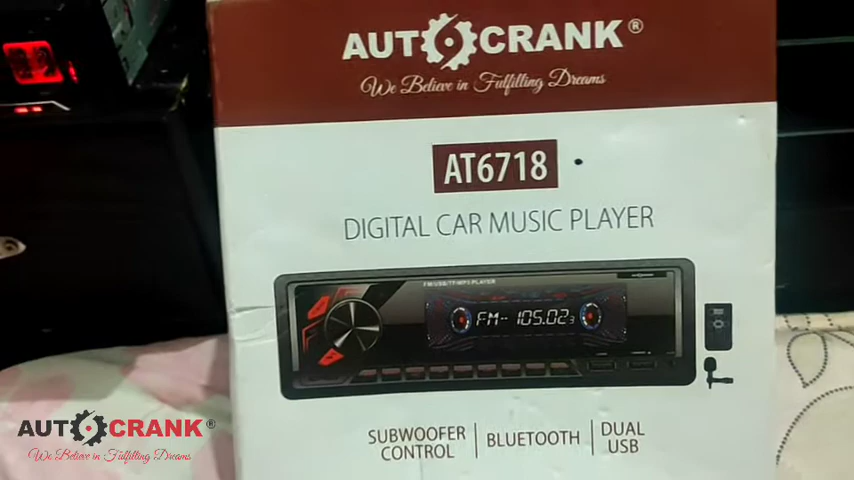 AUTOCRANK®
We Believe in Fulfilling Dreams
AT6718
DIGITAL CAR MUSIC PLAYER
FM/USB/TF/MP3 PLAYER
FM-- 105.02
SUBWOOFER CONTROL | BLUETOOTH | DUAL USB
AUTOCRANK®
We Believe in Fulfilling Dreams